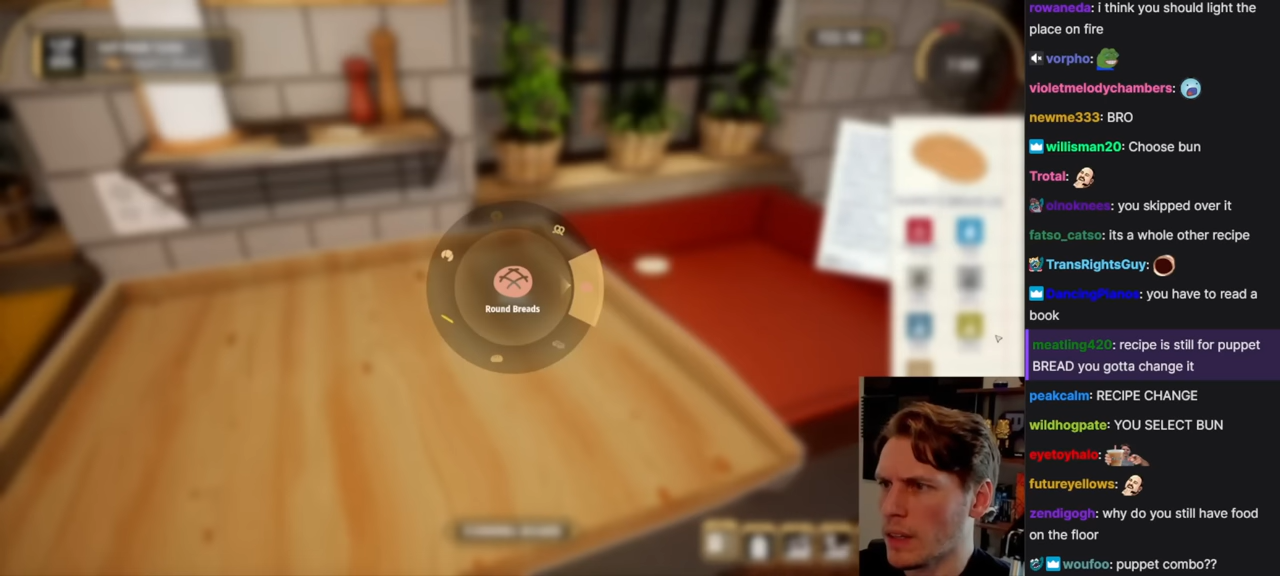 Round Breads
rowaneda: i think you should light the
place on fire
vorpho:
violetmelodychambers:
newme333: BRO
willisman20: Choose bun
Trotal:
oinoknees: you skipped over it
fatso_catso: its a whole other recipe
TransRightsGuy:
DancingPianos: you have to read a
book
meatling420: recipe is still for puppet
BREAD you gotta change it
peakcalm: RECIPE CHANGE
wildhogpate: YOU SELECT BUN
eyetoyhalo:
futureyellows:
zendigogh: why do you still have food
on the floor
woufoo: puppet combo??